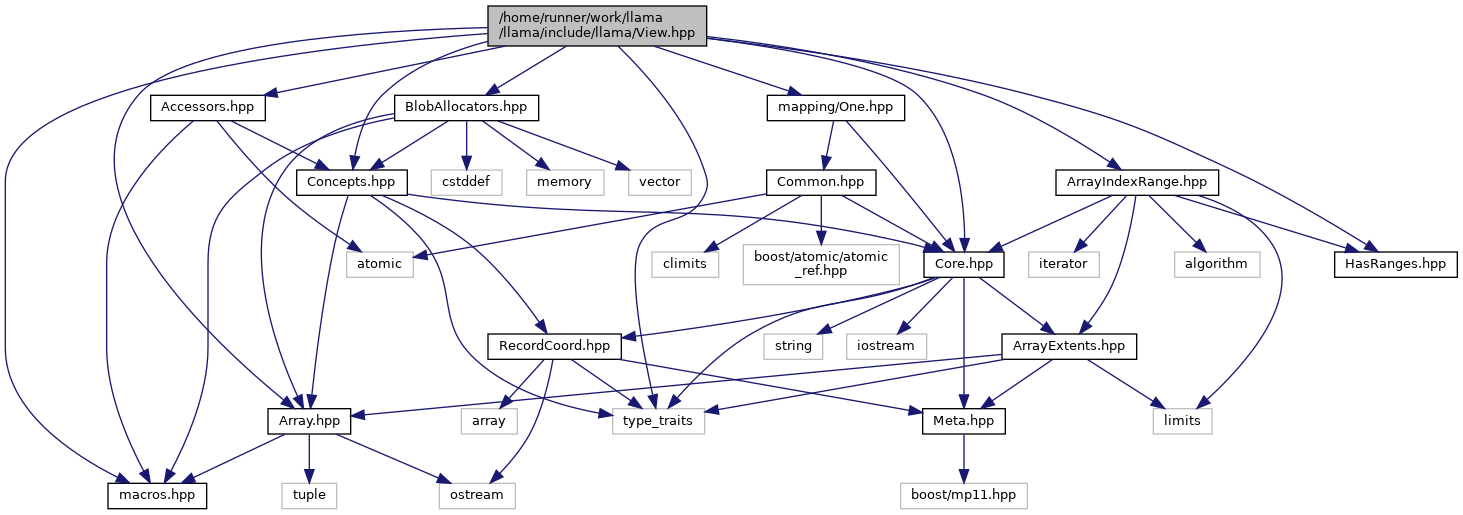 /home/runner/work/llama
/llama/include/llama/View.hpp
Accessors.hpp
BlobAllocators.hpp
mapping/One.hpp
Concepts.hpp
cstddef
memory
vector
Common.hpp
ArrayIndexRange.hpp
atomic
climits
boost/atomic/atomic
_ref.hpp
Core.hpp
iterator
algorithm
HasRanges.hpp
RecordCoord.hpp
string
iostream
ArrayExtents.hpp
Array.hpp
array
type_traits
Meta.hpp
limits
macros.hpp
tuple
ostream
boost/mp11.hpp